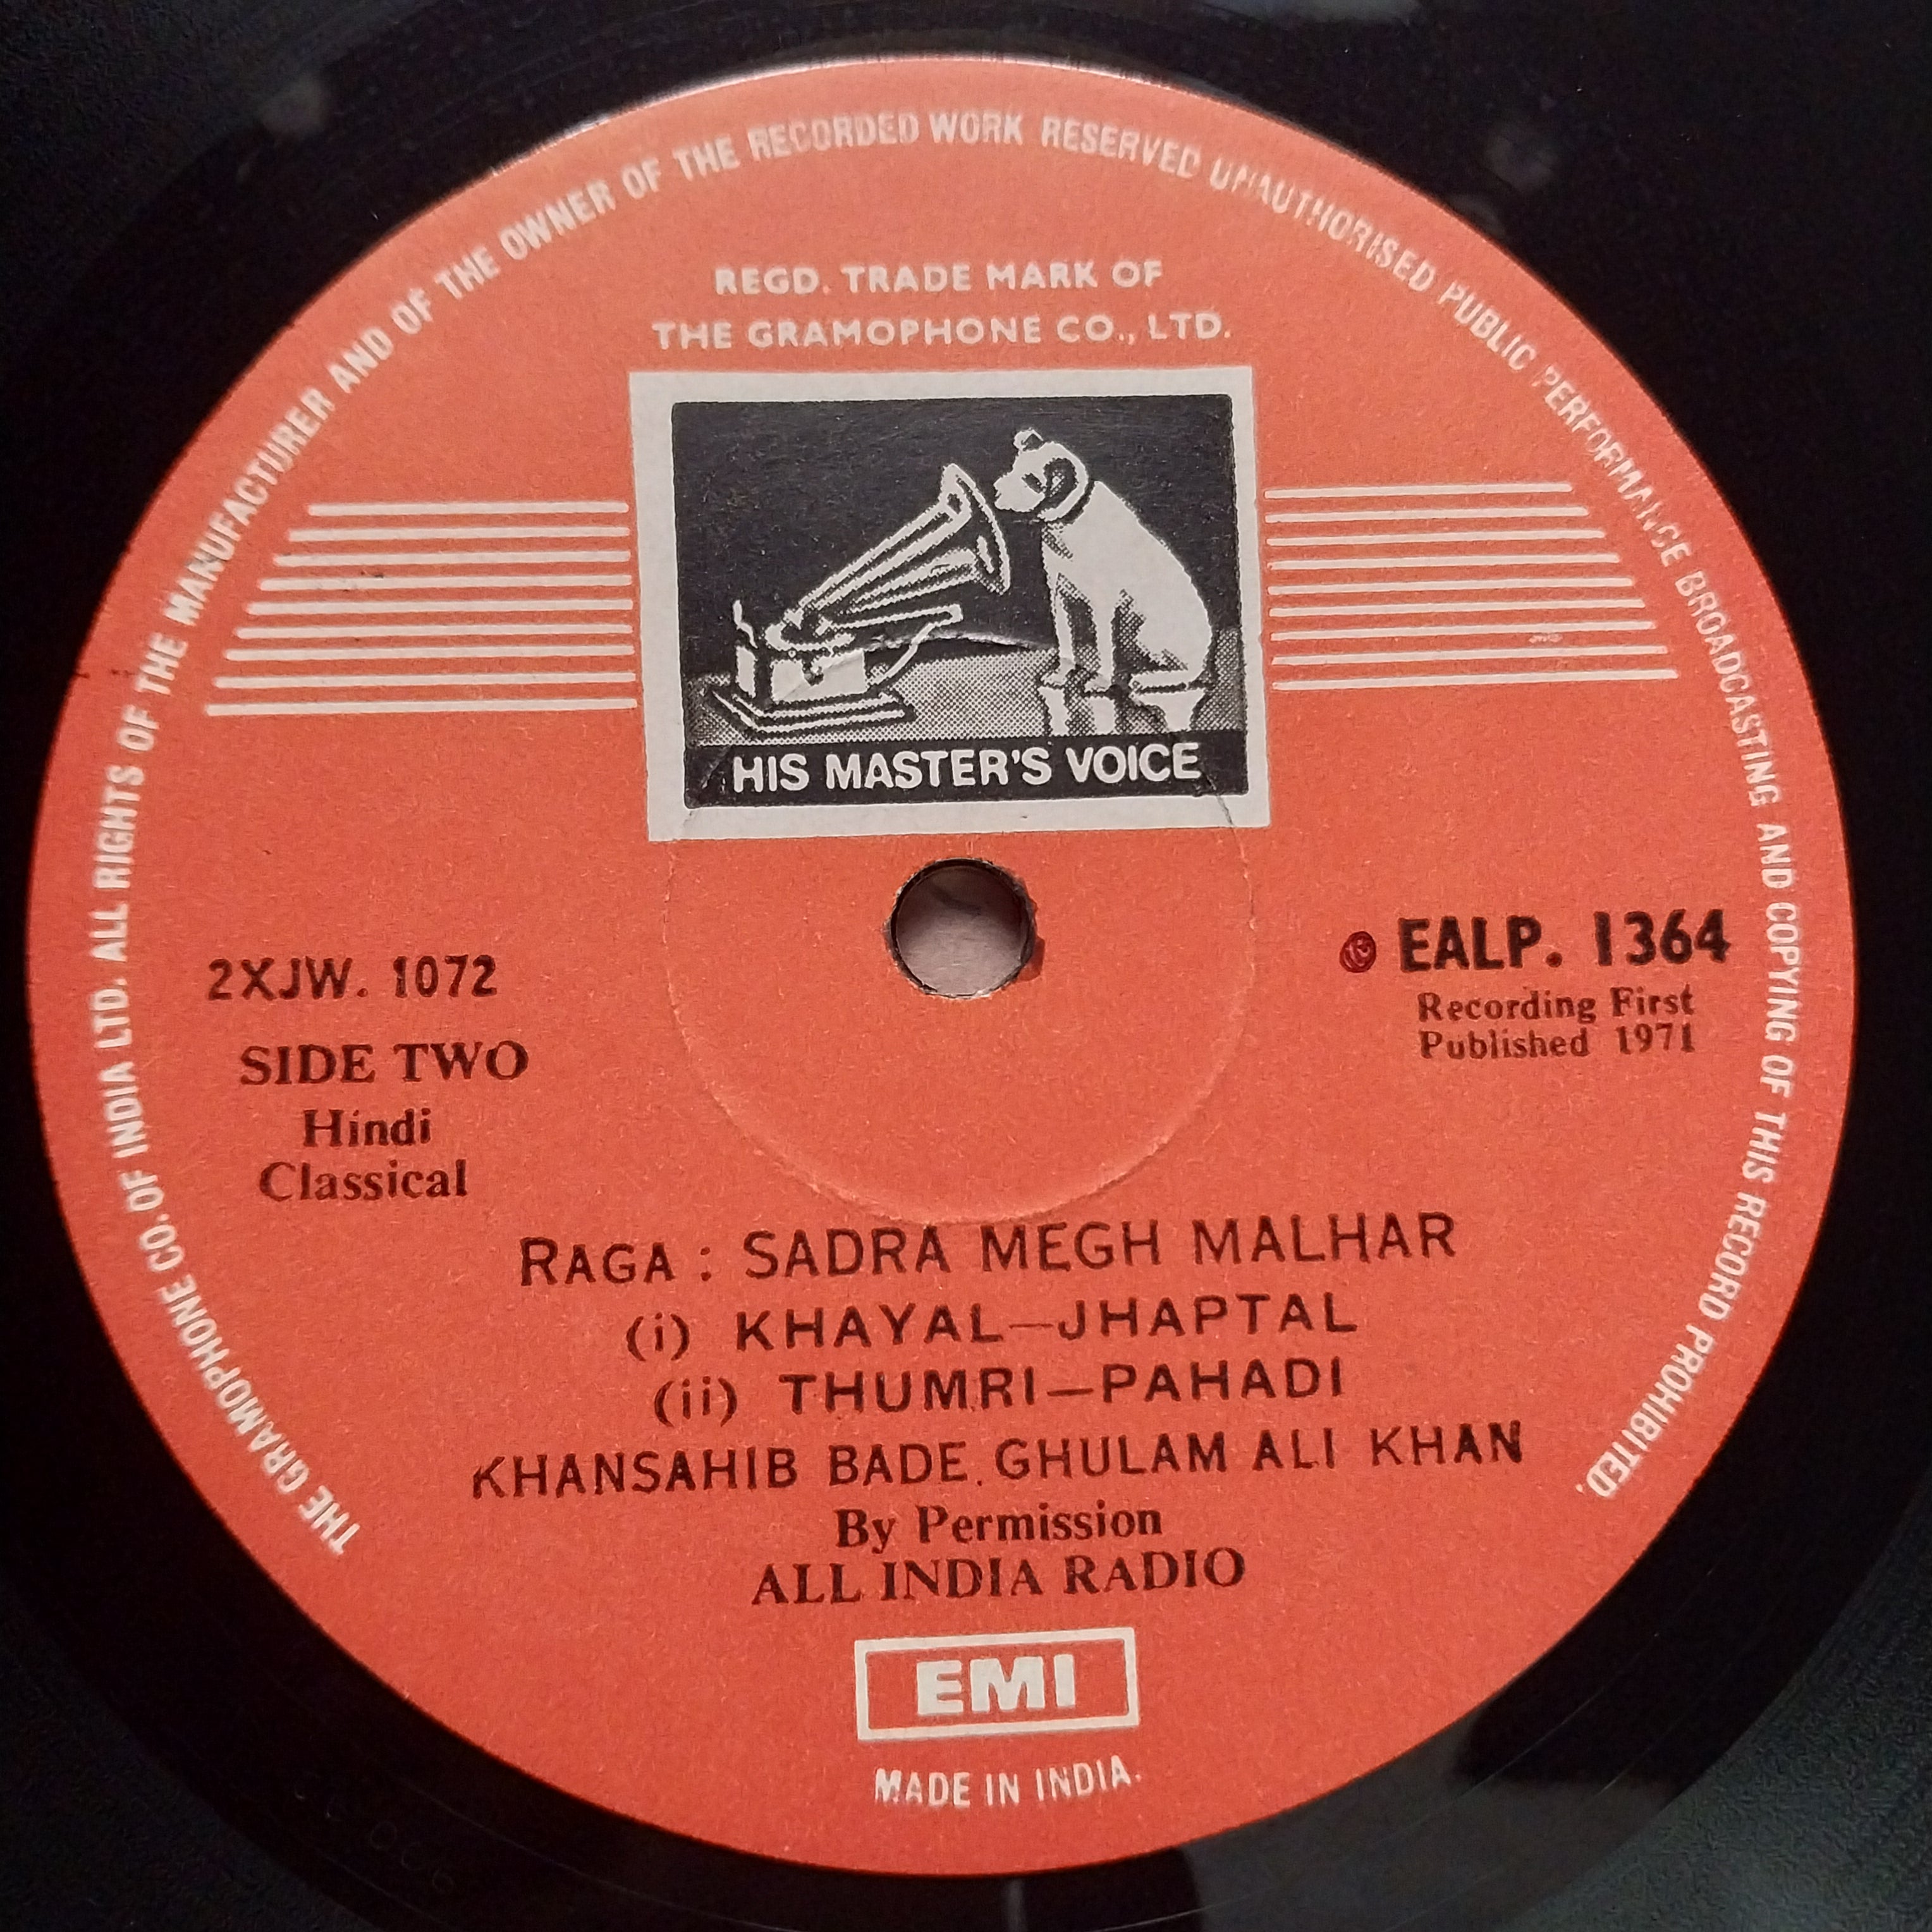 THE GRAMOPHONE CO. OF INDIA LTD. ALL RIGHTS OF THE MANUFACTURER AND OF THE OWNER OF THE RECORDED WORK RESERVED UNAUTHORISED PUBLIC PERFORMANCE BROADCASTING AND COPYING OF THIS RECORD PROHIBITED.
REGD. TRADE MARK OF
THE GRAMOPHONE CO., LTD.
HIS MASTER'S VOICE
2XJW. 1072
SIDE TWO
Hindi
Classical
EALP. 1364
Recording First
Published 1971
RAGA : SADRA MEGH MALHAR
(i) KHAYAL—JHAPTAL
(ii) THUMRI—PAHADI
KHANSAHIB BADE GHULAM ALI KHAN
By Permission
ALL INDIA RADIO
EMI
MADE IN INDIA.